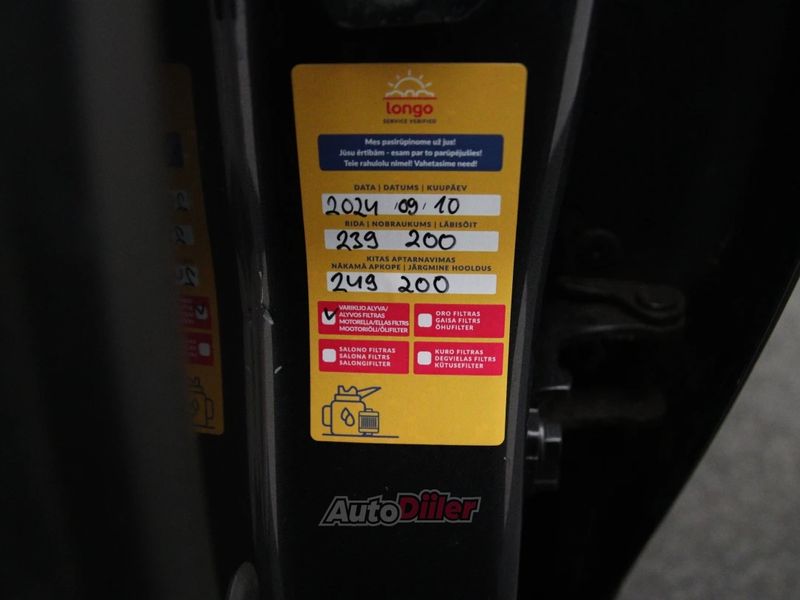 longo
SERVICE VERIFIED
Mes pasirūpinome už jus!
Jūsu ērtībām - esam par to parūpējušies!
Teie rahulolu nimel! Vahetasime need!
DATA | DATUMS | KUUPÄEV
2024 09 10
RIDA | NOBRAUKUMS | LÄBISÕIT
239 200
KITAS APTARNAVIMAS
NĀKAMĀ APKOPE | JÄRGMINE HOOLDUS
249 200
VARIKLIO ALYVA/
ALYVOS FILTRAS
MOTOREĻĻA/EĻĻAS FILTRS
MOOTORIÕLI/ÕLIFILTER
ORO FILTRAS
GAISA FILTRS
ÕHUFILTER
SALONO FILTRAS
SALONA FILTRS
SALONGIFILTER
KURO FILTRAS
DEGVIELAS FILTRS
KÜTUSEFILTER
AutoDiiler